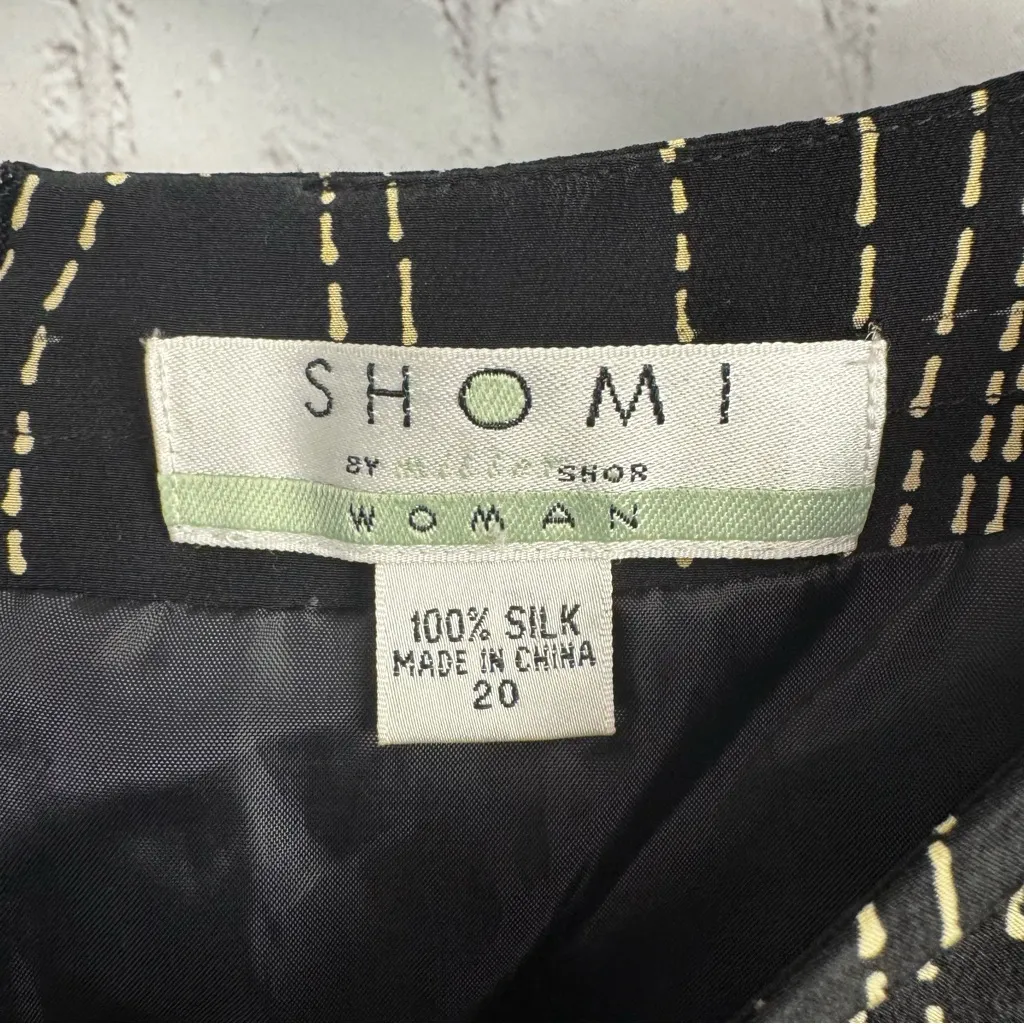 SHOMI
BY SHOR
WOMAN
100% SILK
MADE IN CHINA
20